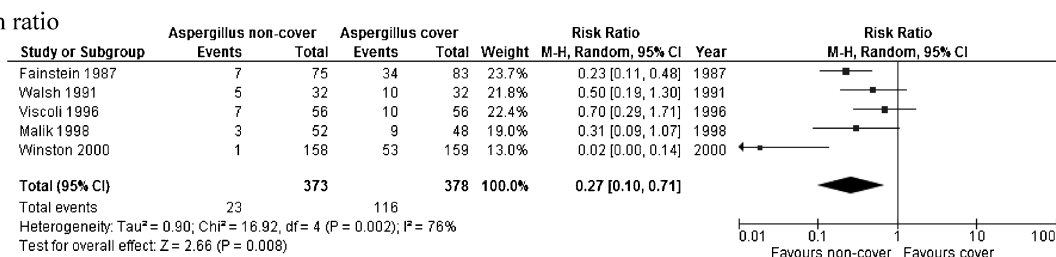 n ratio
Aspergillus non-cover Aspergillus cover Risk Ratio Risk Ratio
Study or Subgroup Events Total Events Total Weight M-H, Random, 95% CI Year M-H, Random, 95% CI
Fainstein 1987 7 75 34 83 23.7% 0.23 [0.11, 0.48] 1987
Walsh 1991 5 32 10 32 21.8% 0.50 [0.19, 1.30] 1991
Viscoli 1996 7 56 10 56 22.4% 0.70 [0.29, 1.71] 1996
Malik 1998 3 52 9 48 19.0% 0.31 [0.09, 1.07] 1998
Winston 2000 1 158 53 159 13.0% 0.02 [0.00, 0.14] 2000
Total (95% CI) 373 378 100.0% 0.27 [0.10, 0.71]
Total events 23 116
Heterogeneity: Tau² = 0.90; Chi² = 16.92, df = 4 (P = 0.002); I² = 76%
Test for overall effect: Z = 2.66 (P = 0.008)
0.01 0.1 1 10 100
Favours non-cover Favours cover